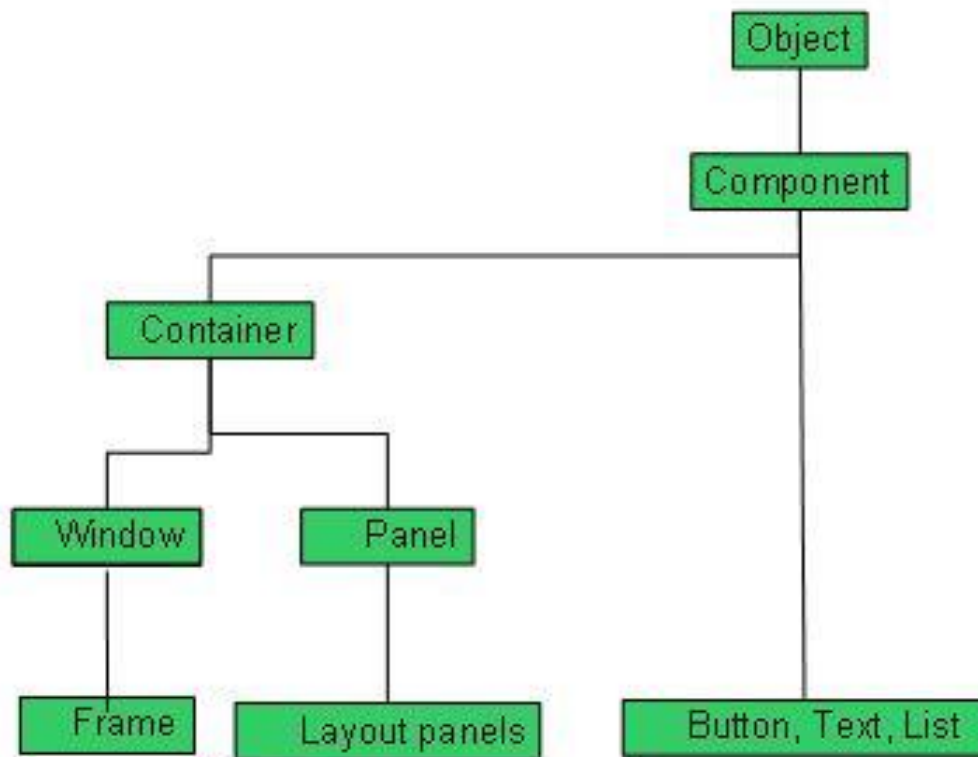 Object
Component
Container
Window
Panel
Frame
Layout panels
Button, Text, List